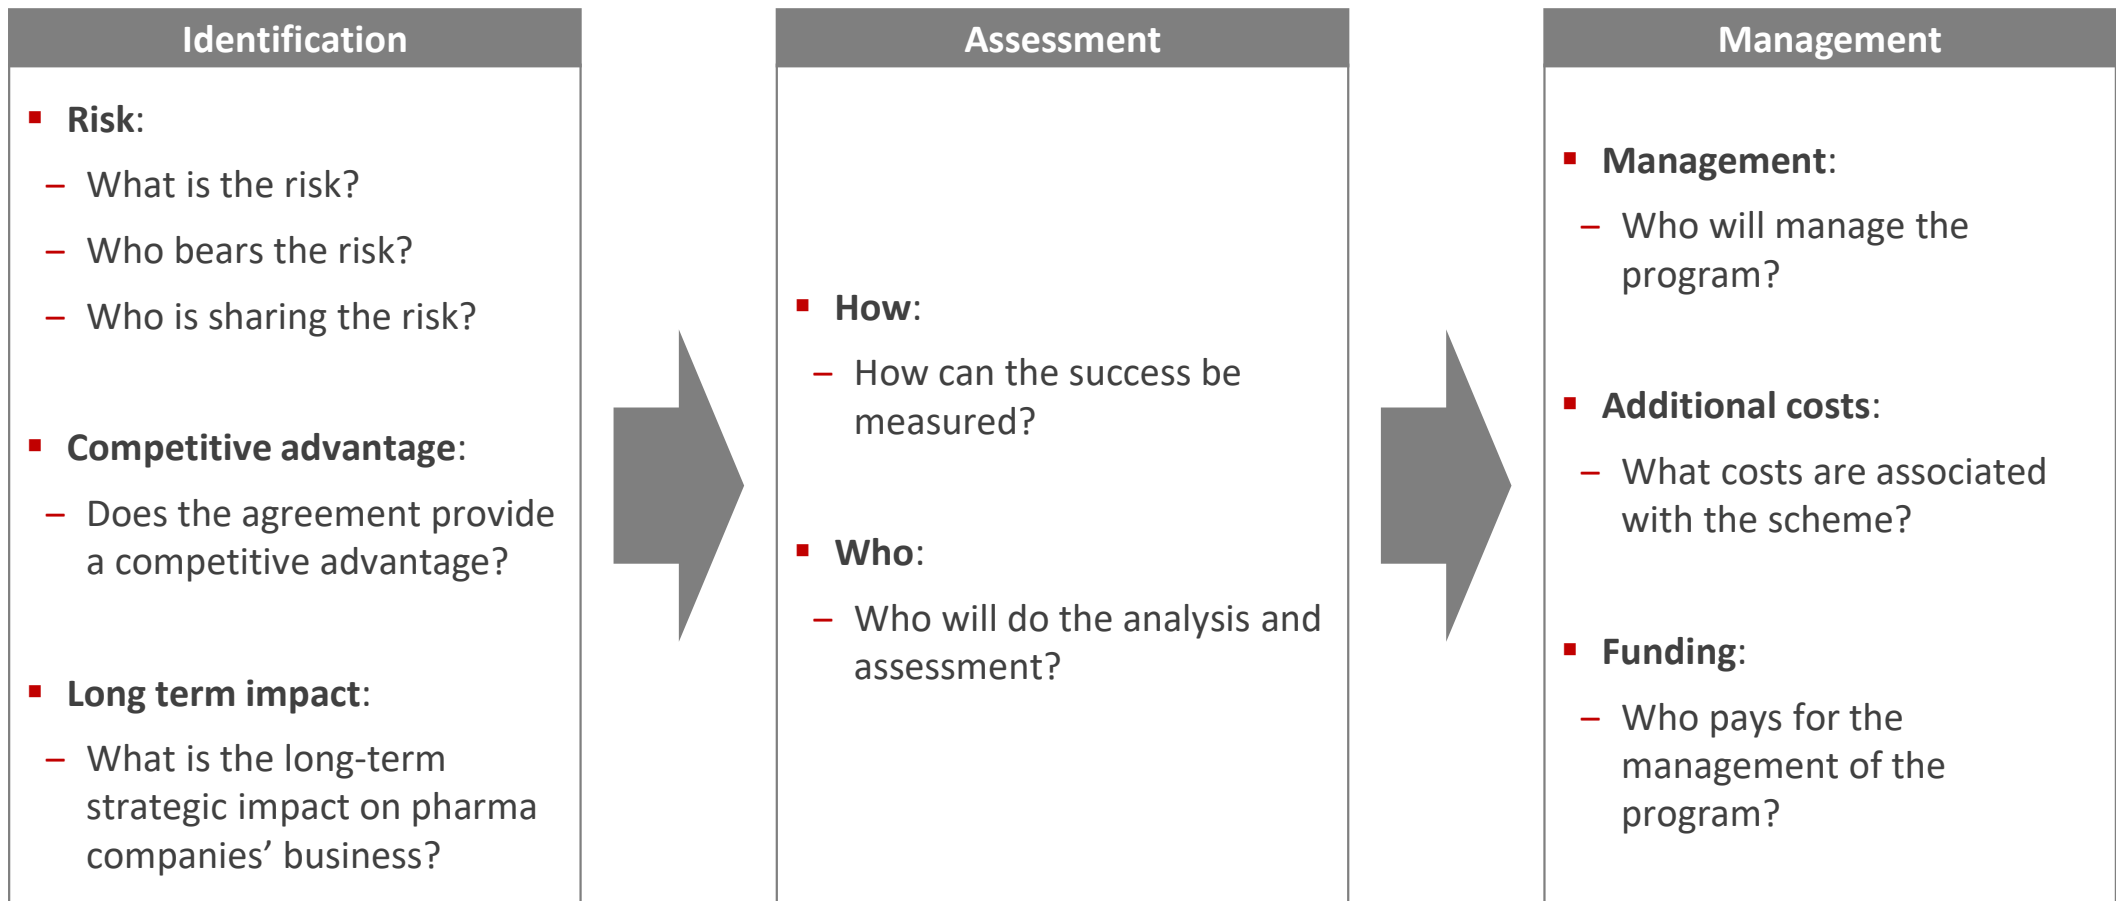 Identification
▪ Risk:
– What is the risk?
– Who bears the risk?
– Who is sharing the risk?
▪ Competitive advantage:
– Does the agreement provide
a competitive advantage?
▪ Long term impact:
– What is the long-term
strategic impact on pharma
companies’ business?
Assessment
▪ How:
– How can the success be
measured?
▪ Who:
– Who will do the analysis and
assessment?
Management
▪ Management:
– Who will manage the
program?
▪ Additional costs:
– What costs are associated
with the scheme?
▪ Funding:
– Who pays for the
management of the
program?